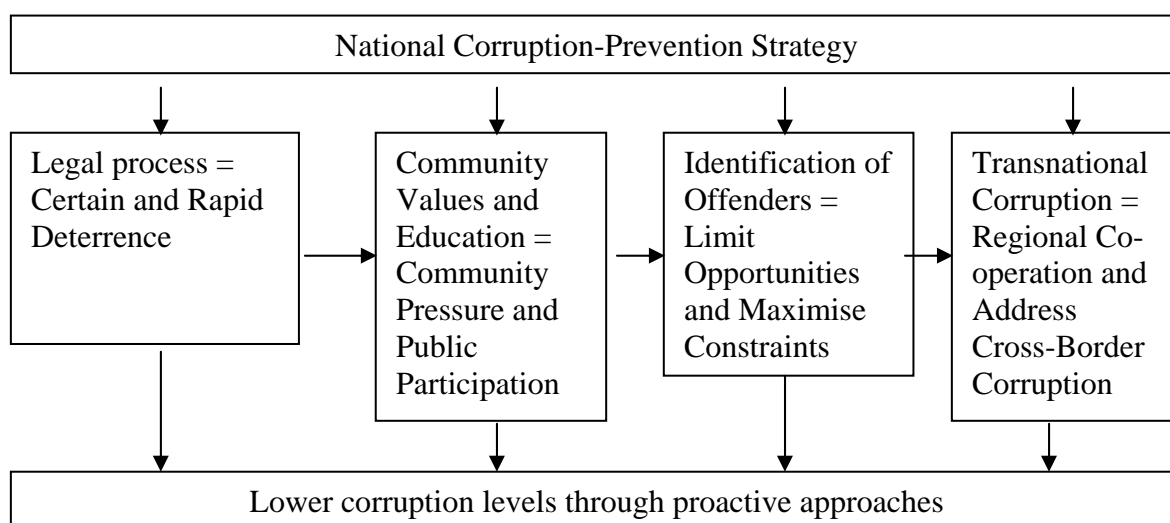 National Corruption-Prevention Strategy
Legal process =
Certain and Rapid
Deterrence
Community
Values and
Education =
Community
Pressure and
Public
Participation
Identification of
Offenders =
Limit
Opportunities
and Maximise
Constraints
Transnational
Corruption =
Regional Co-
operation and
Address
Cross-Border
Corruption
Lower corruption levels through proactive approaches